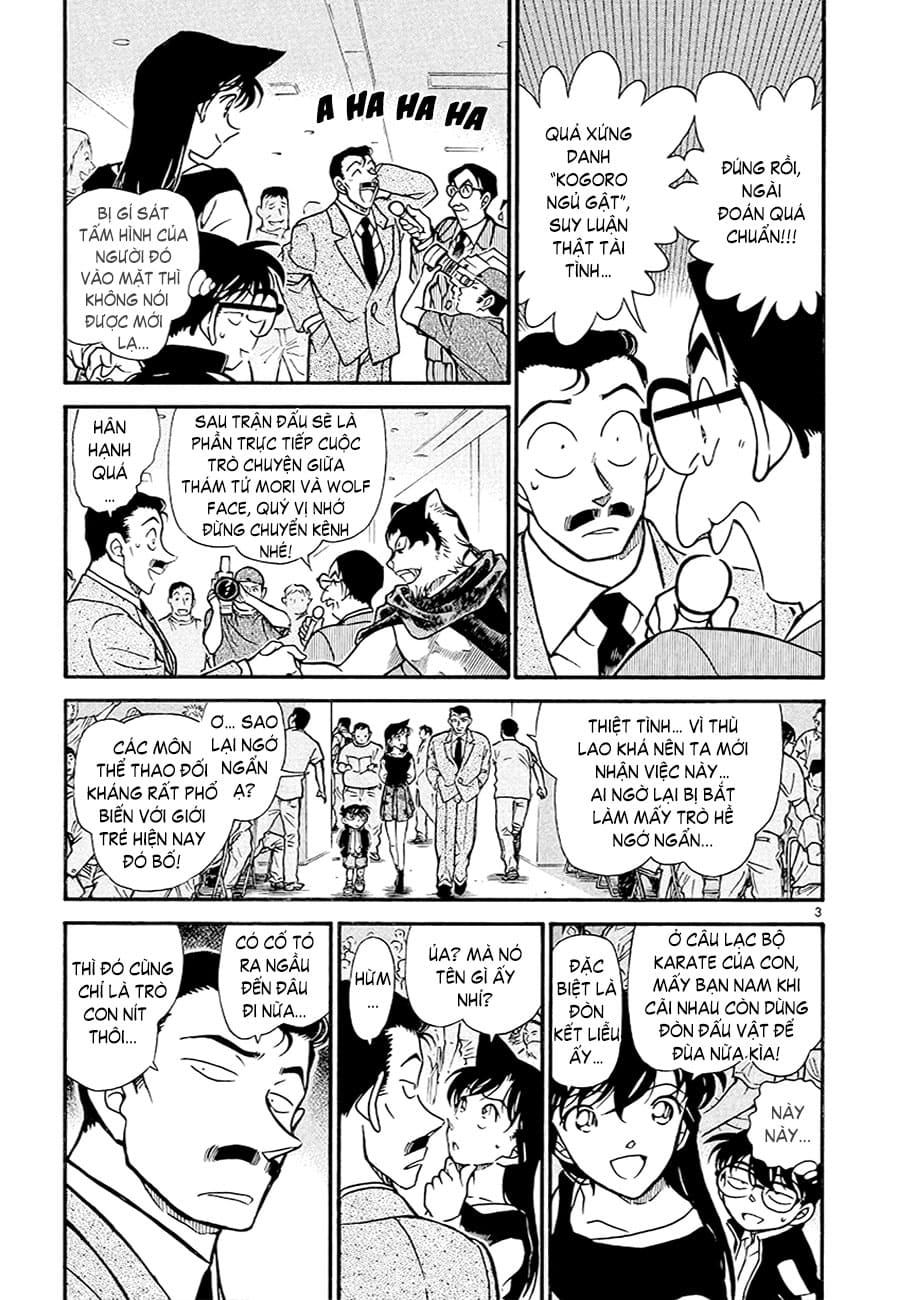 ĐÚNG RỒI,
NGÀI
ĐOÁN QUÁ
CHUẨN!!!
QUẢ XỨNG
DANH
"KOGORO
NGỦ GẬT",
SUY LUẬN
THẬT TÀI
TÌNH...
A HA HA HA
BỊ GÍ SÁT
TẤM HÌNH CỦA
NGƯỜI ĐÓ
VÀO MẶT THÌ
KHÔNG NÓI
ĐƯỢC MỚI
LẠ...
SAU TRẬN ĐẤU SẼ LÀ
PHẦN TRỰC TIẾP CUỘC
TRÒ CHUYỆN GIỮA
THÁM TỬ MORI VÀ WOLF
FACE, QUÝ VỊ NHỚ
ĐỪNG CHUYỂN KÊNH
NHÉ!
HÂN
HẠNH
QUÁ
...
THIỆT TÌNH... VÌ THÙ
LAO KHÁ NÊN TA MỚI
NHẬN VIỆC NÀY...
AI NGỜ LẠI BỊ BẮT
LÀM MẤY TRÒ HỀ
NGỚ NGẨN...
Ơ... SAO
LẠI NGỚ
NGẨN
Ạ?
CÁC MÔN
THỂ THAO ĐỐI
KHÁNG RẤT PHỔ
BIẾN VỚI GIỚI
TRẺ HIỆN NAY
ĐÓ BỐ!
3
Ở CÂU LẠC BỘ
KARATE CỦA CON,
MẤY BẠN NAM KHI
CÃI NHAU CÒN DÙNG
ĐÒN ĐẤU VẬT ĐỂ
ĐÙA NỮA KÌA!
ĐẶC
BIỆT LÀ
ĐÒN
KẾT LIỄU
ẤY...
NÀY
NÀY...
ỦA? MÀ NÓ
TÊN GÌ ẤY
NHỈ?
HỪM
...
CÓ CỐ TỎ
RA NGẦU
ĐẾN ĐÂU
ĐI NỮA...
THÌ ĐÓ CŨNG
CHỈ LÀ TRÒ
CON NÍT
THÔI...